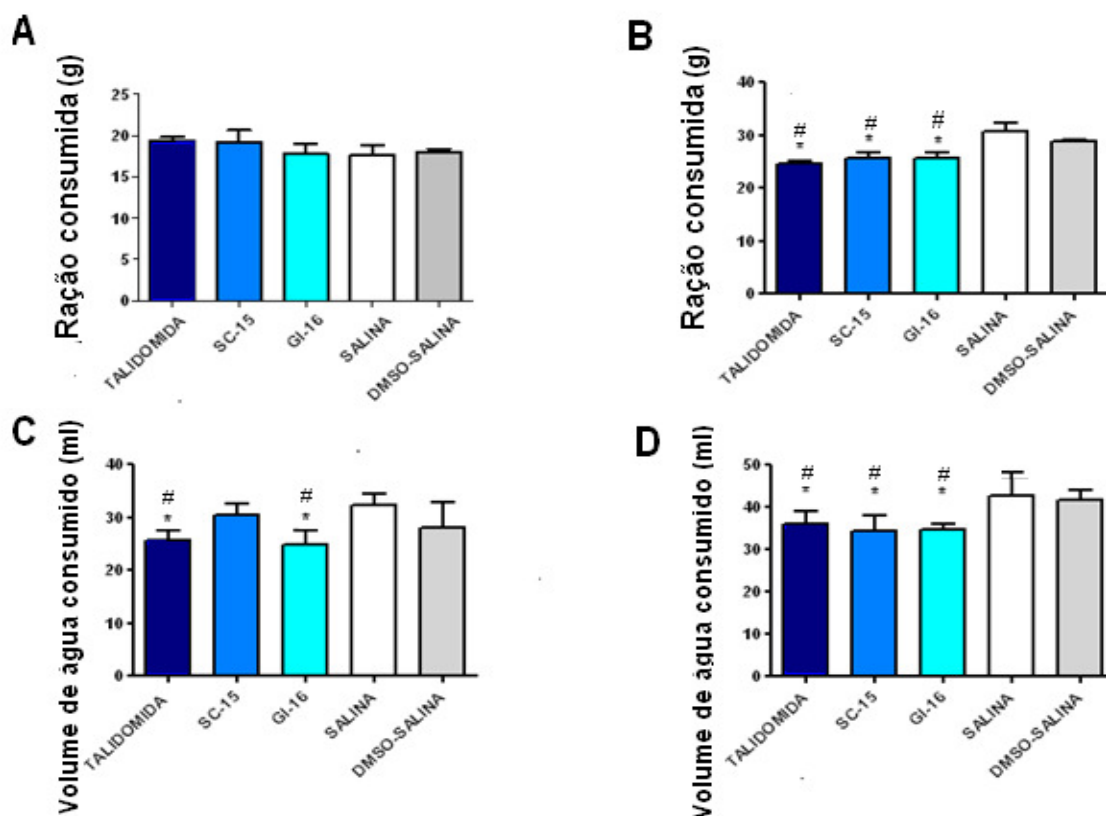 A
Ração consumida (g)
25
20
15
10
5
0
TALIDOMIDA
SC-15
GI-16
SALINA
DMSO-SALINA
B
Ração consumida (g)
40
30
20
10
0
#
*
#
*
#
*
TALIDOMIDA
SC-15
GI-16
SALINA
DMSO-SALINA
C
Volume de àgua consumido (ml)
40
30
20
10
0
#
*
#
*
TALIDOMIDA
SC-15
GI-16
SALINA
DMSO-SALINA
D
Volume de àgua consumido (ml)
50
40
30
20
10
0
#
*
#
*
#
*
TALIDOMIDA
SC-15
GI-16
SALINA
DMSO-SALINA